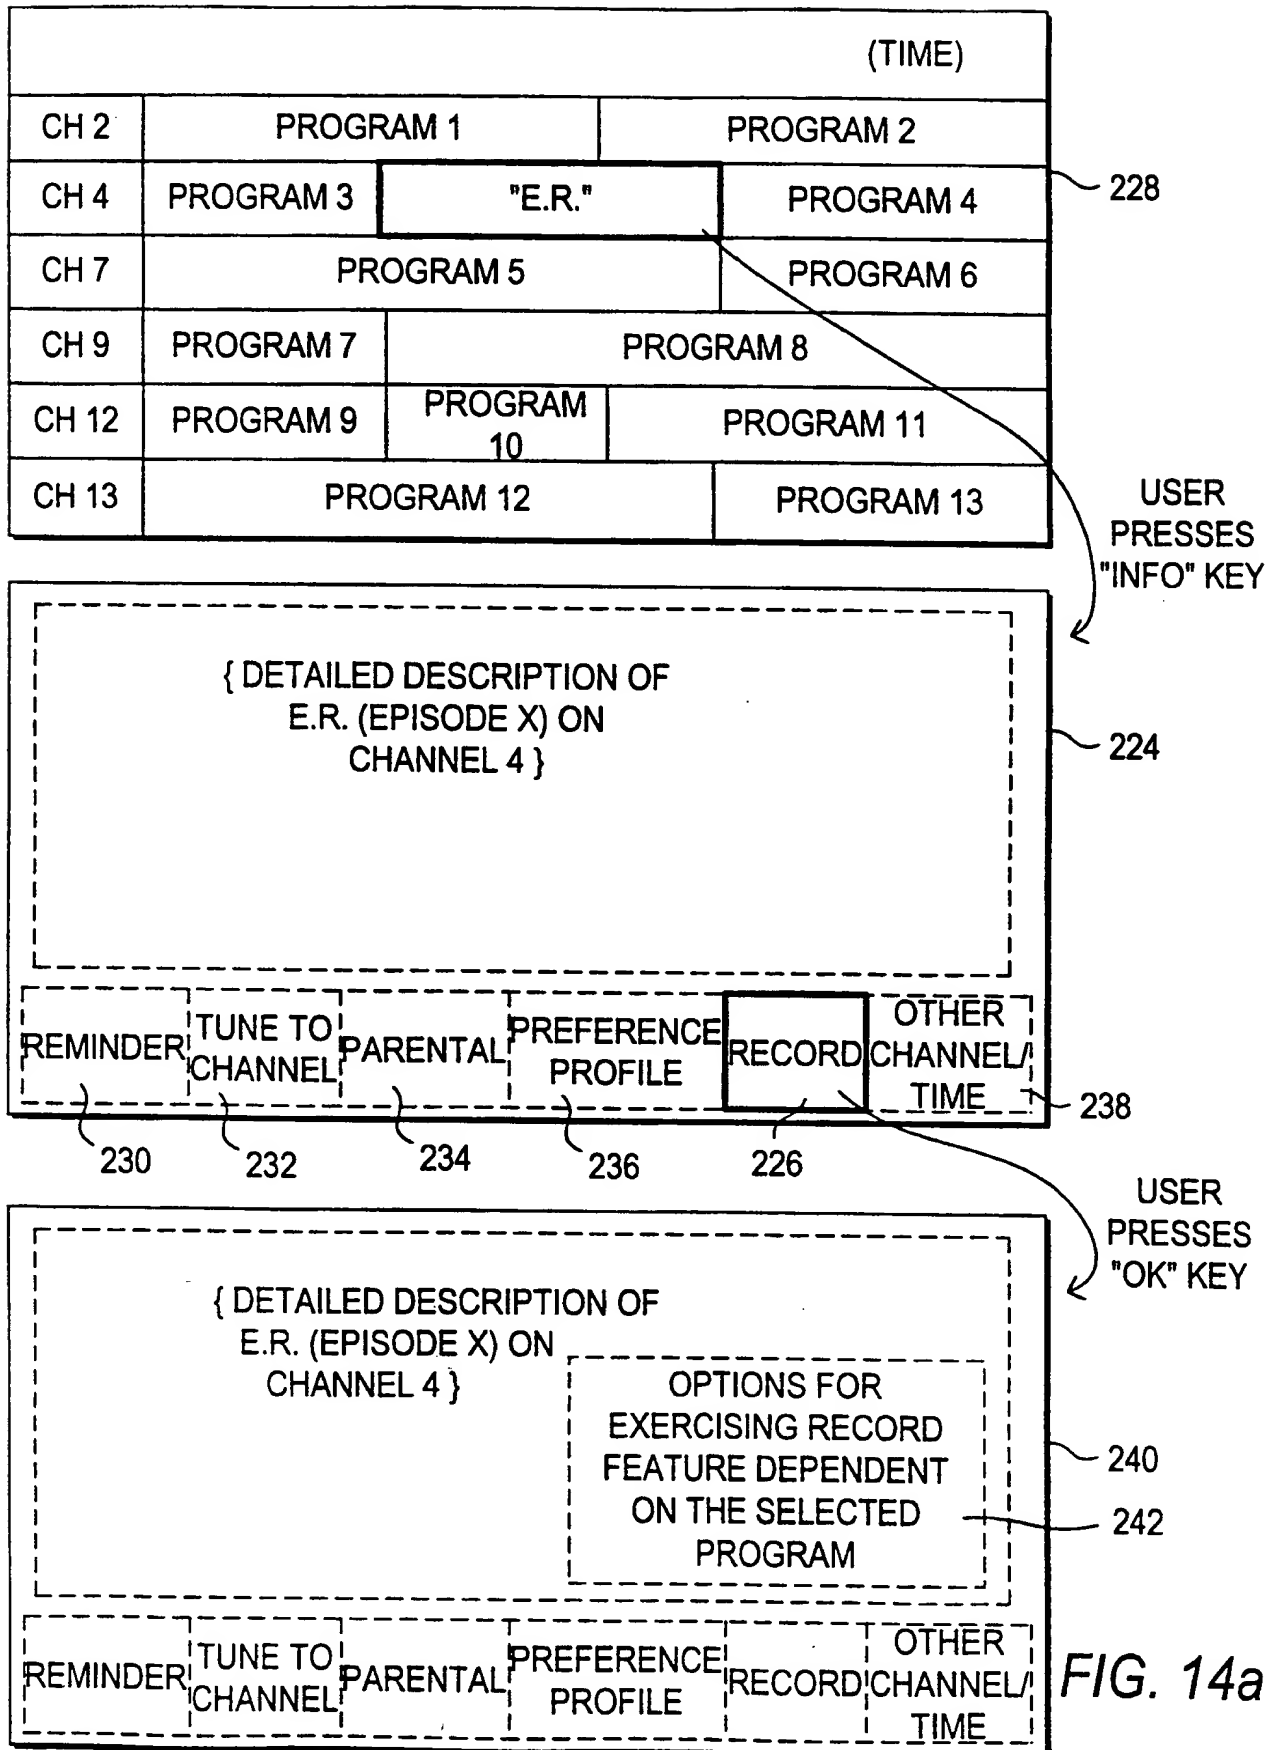 (TIME)
CH 2 PROGRAM 1 PROGRAM 2
CH 4 PROGRAM 3 "E.R." PROGRAM 4
228
CH 7 PROGRAM 5 PROGRAM 6
CH 9 PROGRAM 7 PROGRAM 8
CH 12 PROGRAM 9 PROGRAM
10 PROGRAM 11
CH 13 PROGRAM 12 PROGRAM 13
USER
PRESSES
"INFO" KEY
{ DETAILED DESCRIPTION OF
E.R. (EPISODE X) ON
CHANNEL 4 }
224
REMINDER
TUNE TO
CHANNEL
PARENTAL
PREFERENCE
PROFILE
RECORD
OTHER
CHANNEL/
TIME
238
230
232
234
236
226
USER
PRESSES
"OK" KEY
{ DETAILED DESCRIPTION OF
E.R. (EPISODE X) ON
CHANNEL 4 }
OPTIONS FOR
EXERCISING RECORD
FEATURE DEPENDENT
ON THE SELECTED
PROGRAM
240
242
REMINDER
TUNE TO
CHANNEL
PARENTAL
PREFERENCE
PROFILE
RECORD
OTHER
CHANNEL/
TIME
FIG. 14a